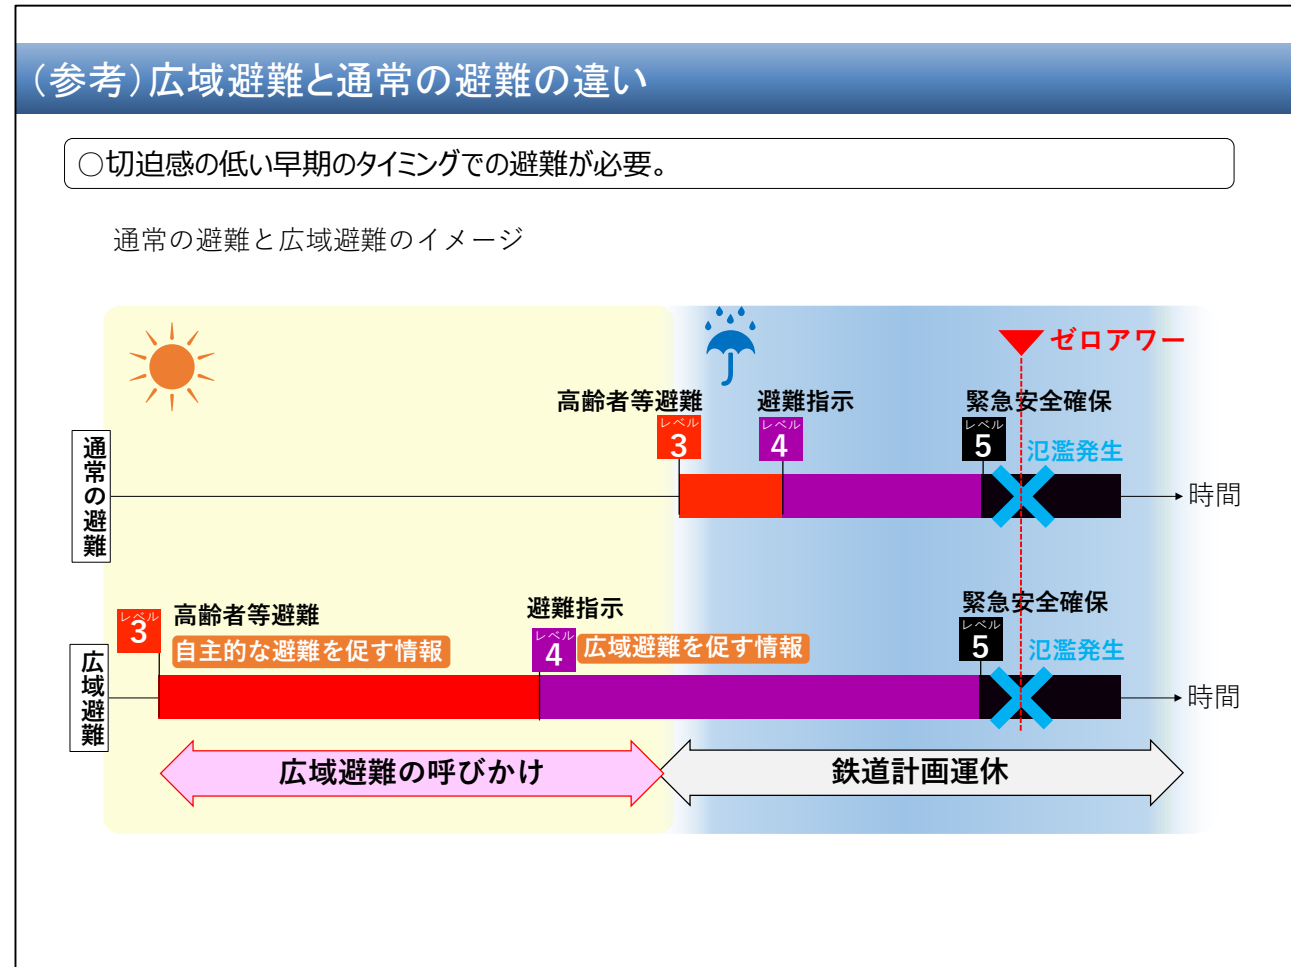 （参考）広域避難と通常の避難の違い
○切迫感の低い早期のタイミングでの避難が必要。
通常の避難と広域避難のイメージ
ゼロアワー
高齢者等避難
避難指示
緊急安全確保
レベル
3
レベル
4
レベル
5
氾濫発生
通常の避難
時間
レベル
3
高齢者等避難
自主的な避難を促す情報
避難指示
レベル
4
広域避難を促す情報
緊急安全確保
レベル
5
氾濫発生
広域避難
時間
広域避難の呼びかけ
鉄道計画運休